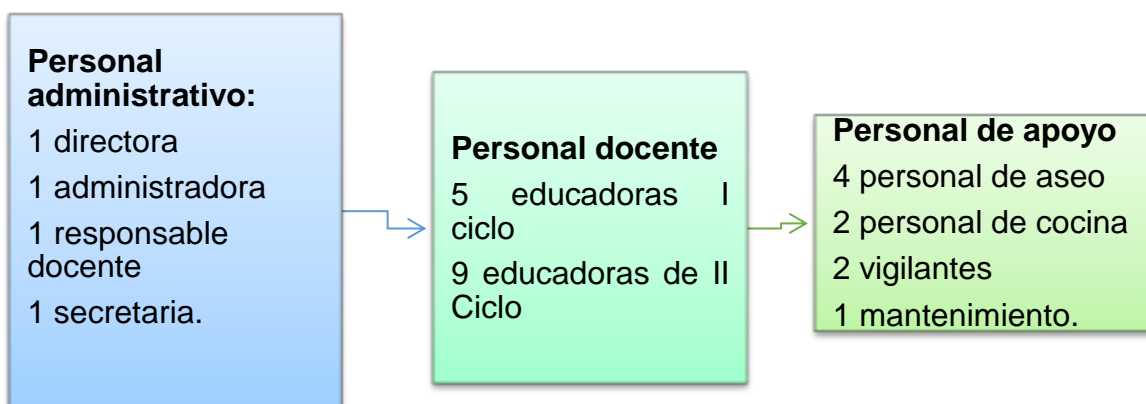 Personal
administrativo:
1 directora
1 administradora
1 responsable
docente
1 secretaria.
Personal docente
5 educadoras I
ciclo
9 educadoras de II
Ciclo
Personal de apoyo
4 personal de aseo
2 personal de cocina
2 vigilantes
1 mantenimiento.